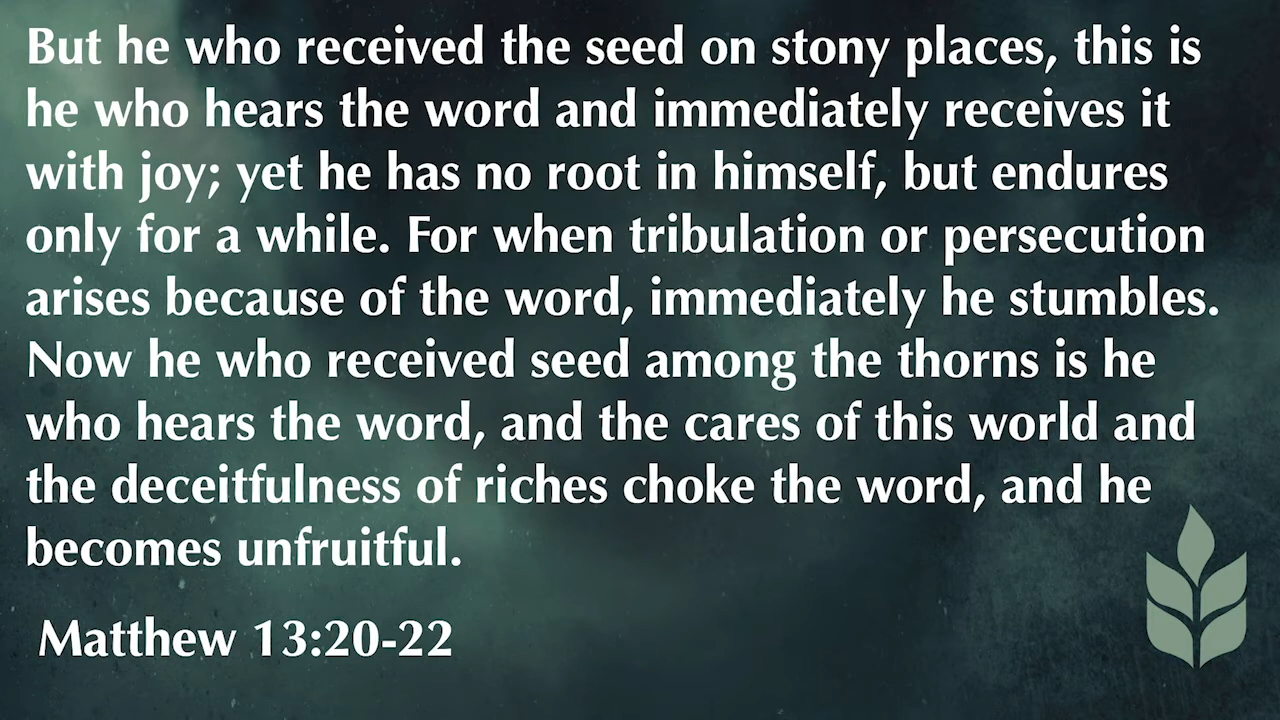 But he who received the seed on stony places, this is
he who hears the word and immediately receives it
with joy; yet he has no root in himself, but endures
only for a while. For when tribulation or persecution
arises because of the word, immediately he stumbles.
Now he who received seed among the thorns is he
who hears the word, and the cares of this world and
the deceitfulness of riches choke the word, and he
becomes unfruitful.
Matthew 13:20-22